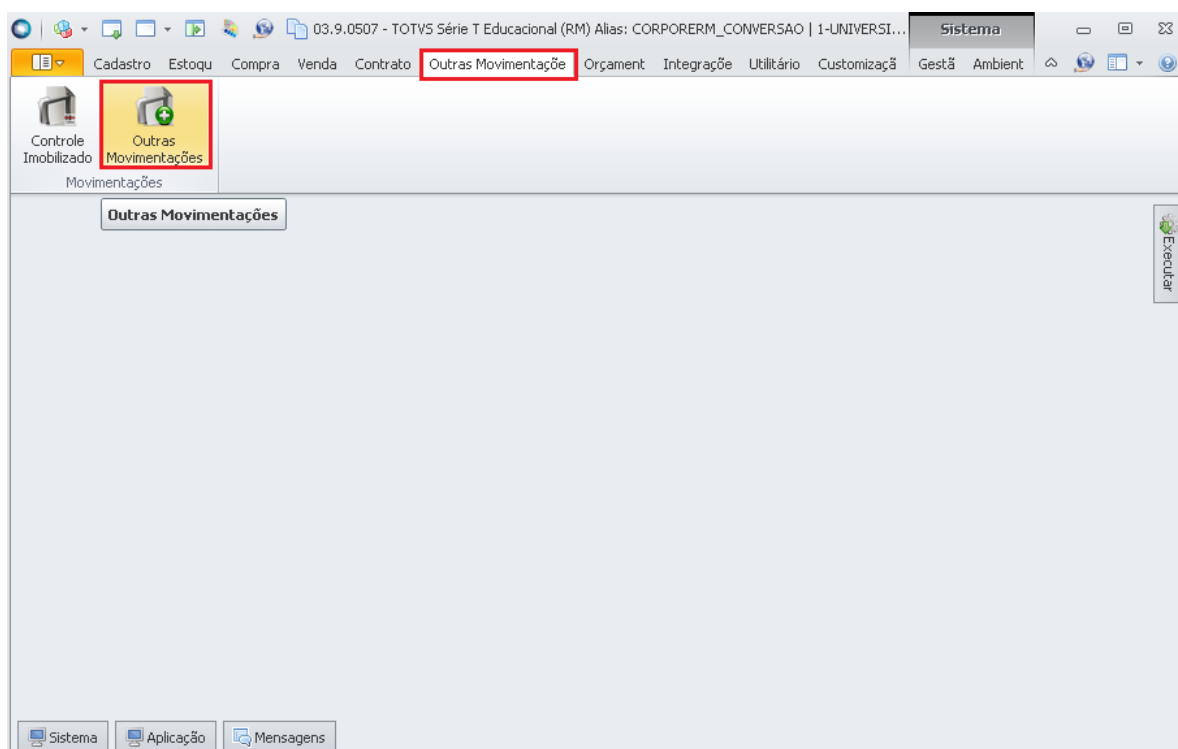 03.9.0507 - TOTVS Série T Educacional (RM) Alias: CORPORERM_CONVERSAO | 1-UNIVERSI... Sistema
Cadastro Estoqu Compra Venda Contrato Outras Movimentaçõe Orçament Integraçõe Utilitário Customizaçã Gestã Ambient
Controle Imobilizado
Outras Movimentações
Movimentações
Outras Movimentações
Executar
Sistema Aplicação Mensagens